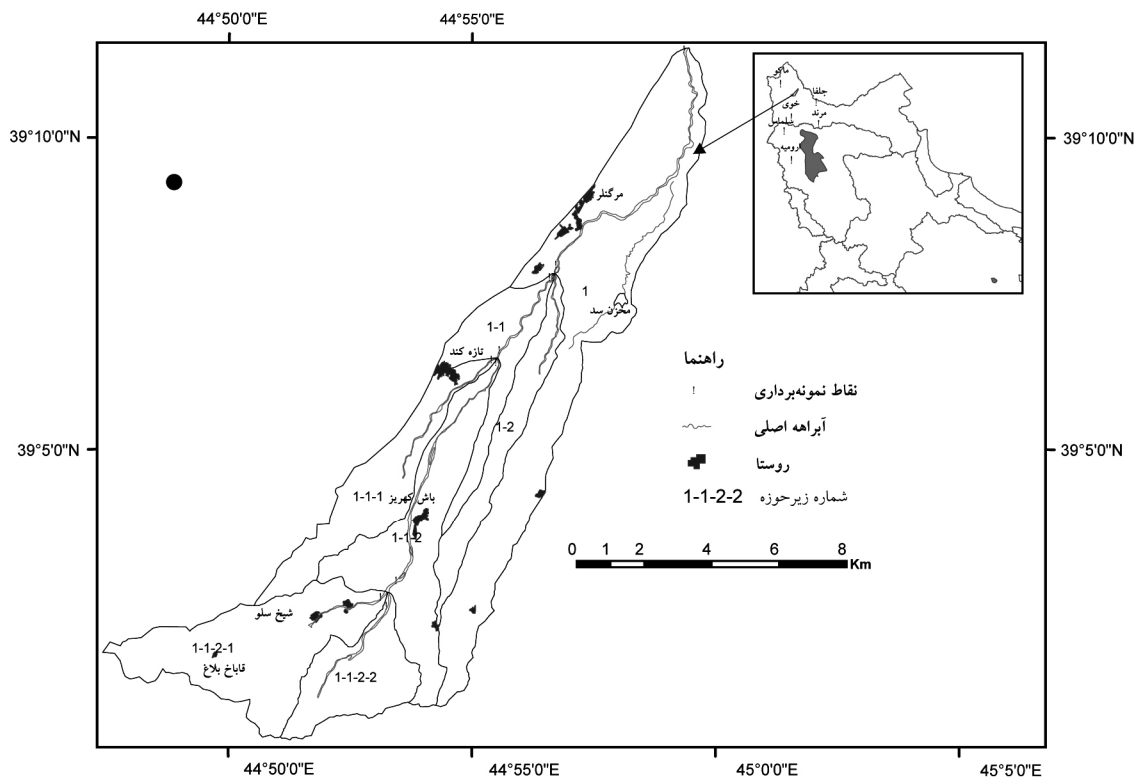 44°50'0"E
44°55'0"E
39°10'0"N
39°10'0"N
ماکو
جلفا
خوی
مرند
سلماس
رومیه
مرگنلر
1
مخزن سد
1-1
تازه کند
راهنما
نقاط نمونه‌برداری
آبراهه اصلی
روستا
شماره زیرحوزه 1-1-2-2
1-2
39°5'0"N
39°5'0"N
1-1-1
باش کهریز
1-1-2
0 1 2 4 6 8 Km
شیخ سلو
1-1-2-1
قاباخ بلاغ
1-1-2-2
44°50'0"E
44°55'0"E
45°0'0"E
45°5'0"E